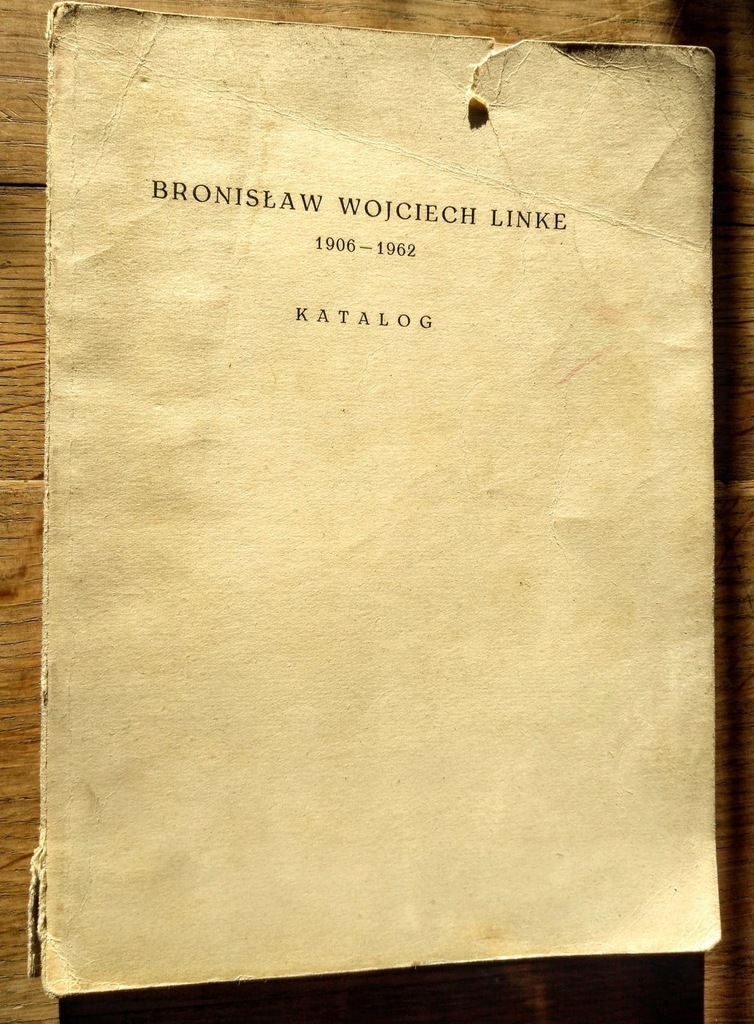 BRONISŁAW WOJCIECH LINKE
1906–1962
KATALOG